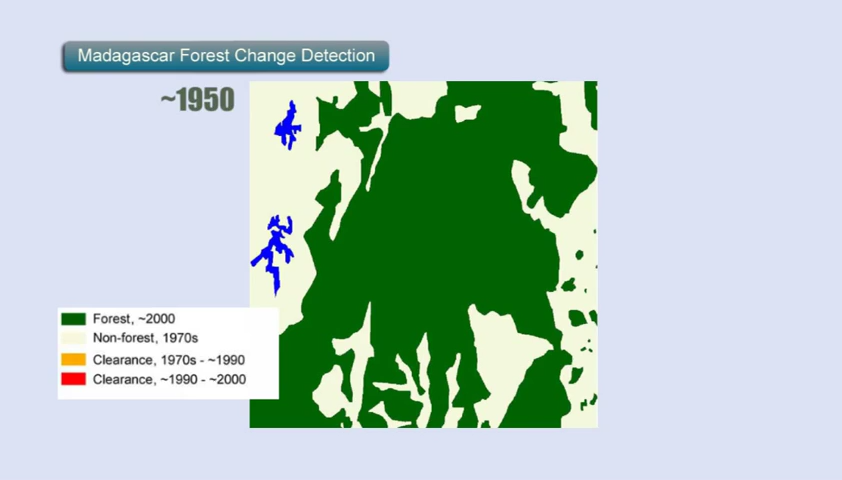 Madagascar Forest Change Detection
~1950
Forest, ~2000
Non-forest, 1970s
Clearance, 1970s - ~1990
Clearance, ~1990 - ~2000